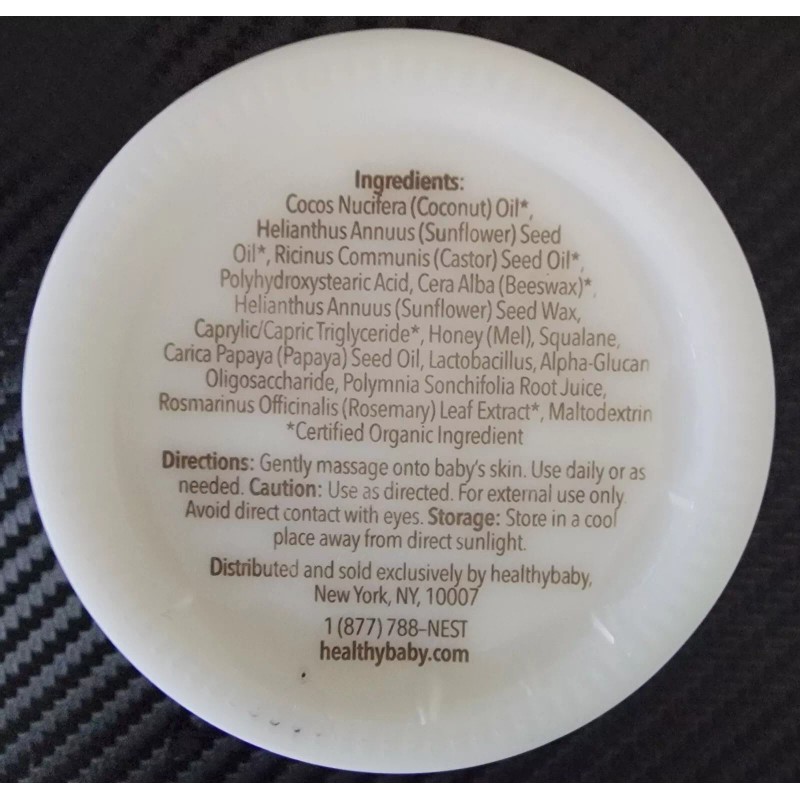 Ingredients:
Cocos Nucifera (Coconut) Oil*,
Helianthus Annuus (Sunflower) Seed
Oil*, Ricinus Communis (Castor) Seed Oil*,
Polyhydroxystearic Acid, Cera Alba (Beeswax)*,
Helianthus Annuus (Sunflower) Seed Wax,
Caprylic/Capric Triglyceride*, Honey (Mel), Squalane,
Carica Papaya (Papaya) Seed Oil, Lactobacillus, Alpha-Glucan
Oligosaccharide, Polymnia Sonchifolia Root Juice,
Rosmarinus Officinalis (Rosemary) Leaf Extract*, Maltodextrin
*Certified Organic Ingredient
Directions: Gently massage onto baby's skin. Use daily or as
needed. Caution: Use as directed. For external use only.
Avoid direct contact with eyes. Storage: Store in a cool
place away from direct sunlight.
Distributed and sold exclusively by healthybaby,
New York, NY, 10007
1 (877) 788-NEST
healthybaby.com